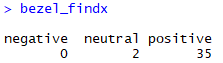 > bezel_findx
negative neutral positive
0 2 35